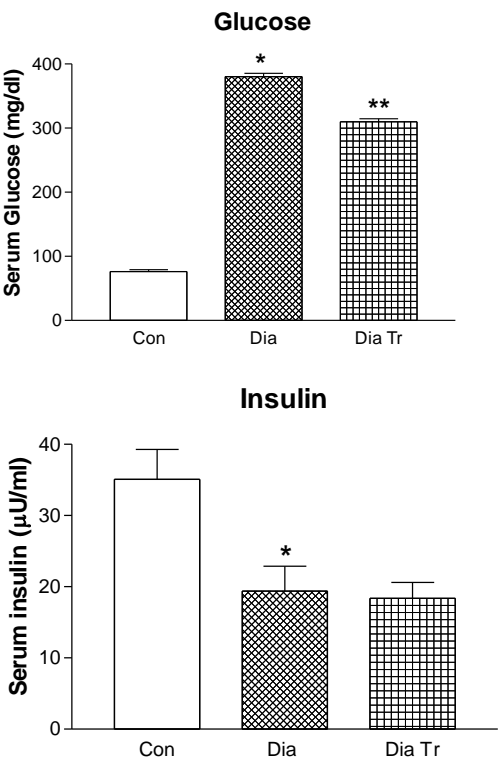 Glucose
Serum Glucose (mg/dl)
400
300
200
100
0
*
**
Con Dia Dia Tr
Insulin
Serum insulin (µU/ml)
40
30
20
10
0
*
Con Dia Dia Tr